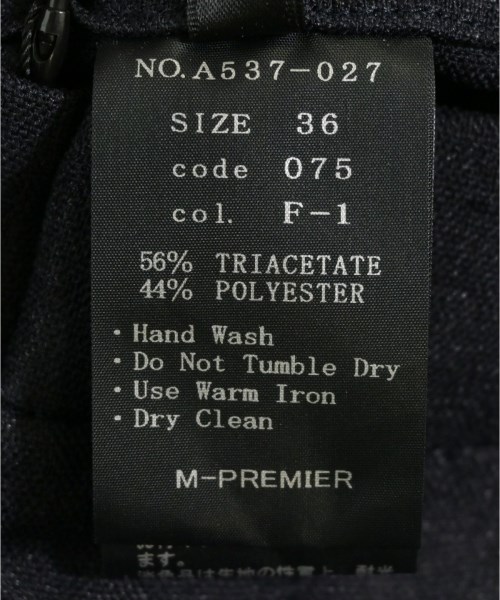 NO.A537-027
SIZE 36
code 075
col. F-1
56% TRIACETATE
44% POLYESTER
・Hand Wash
・Do Not Tumble Dry
・Use Warm Iron
・Dry Clean
M-PREMIER
ます。